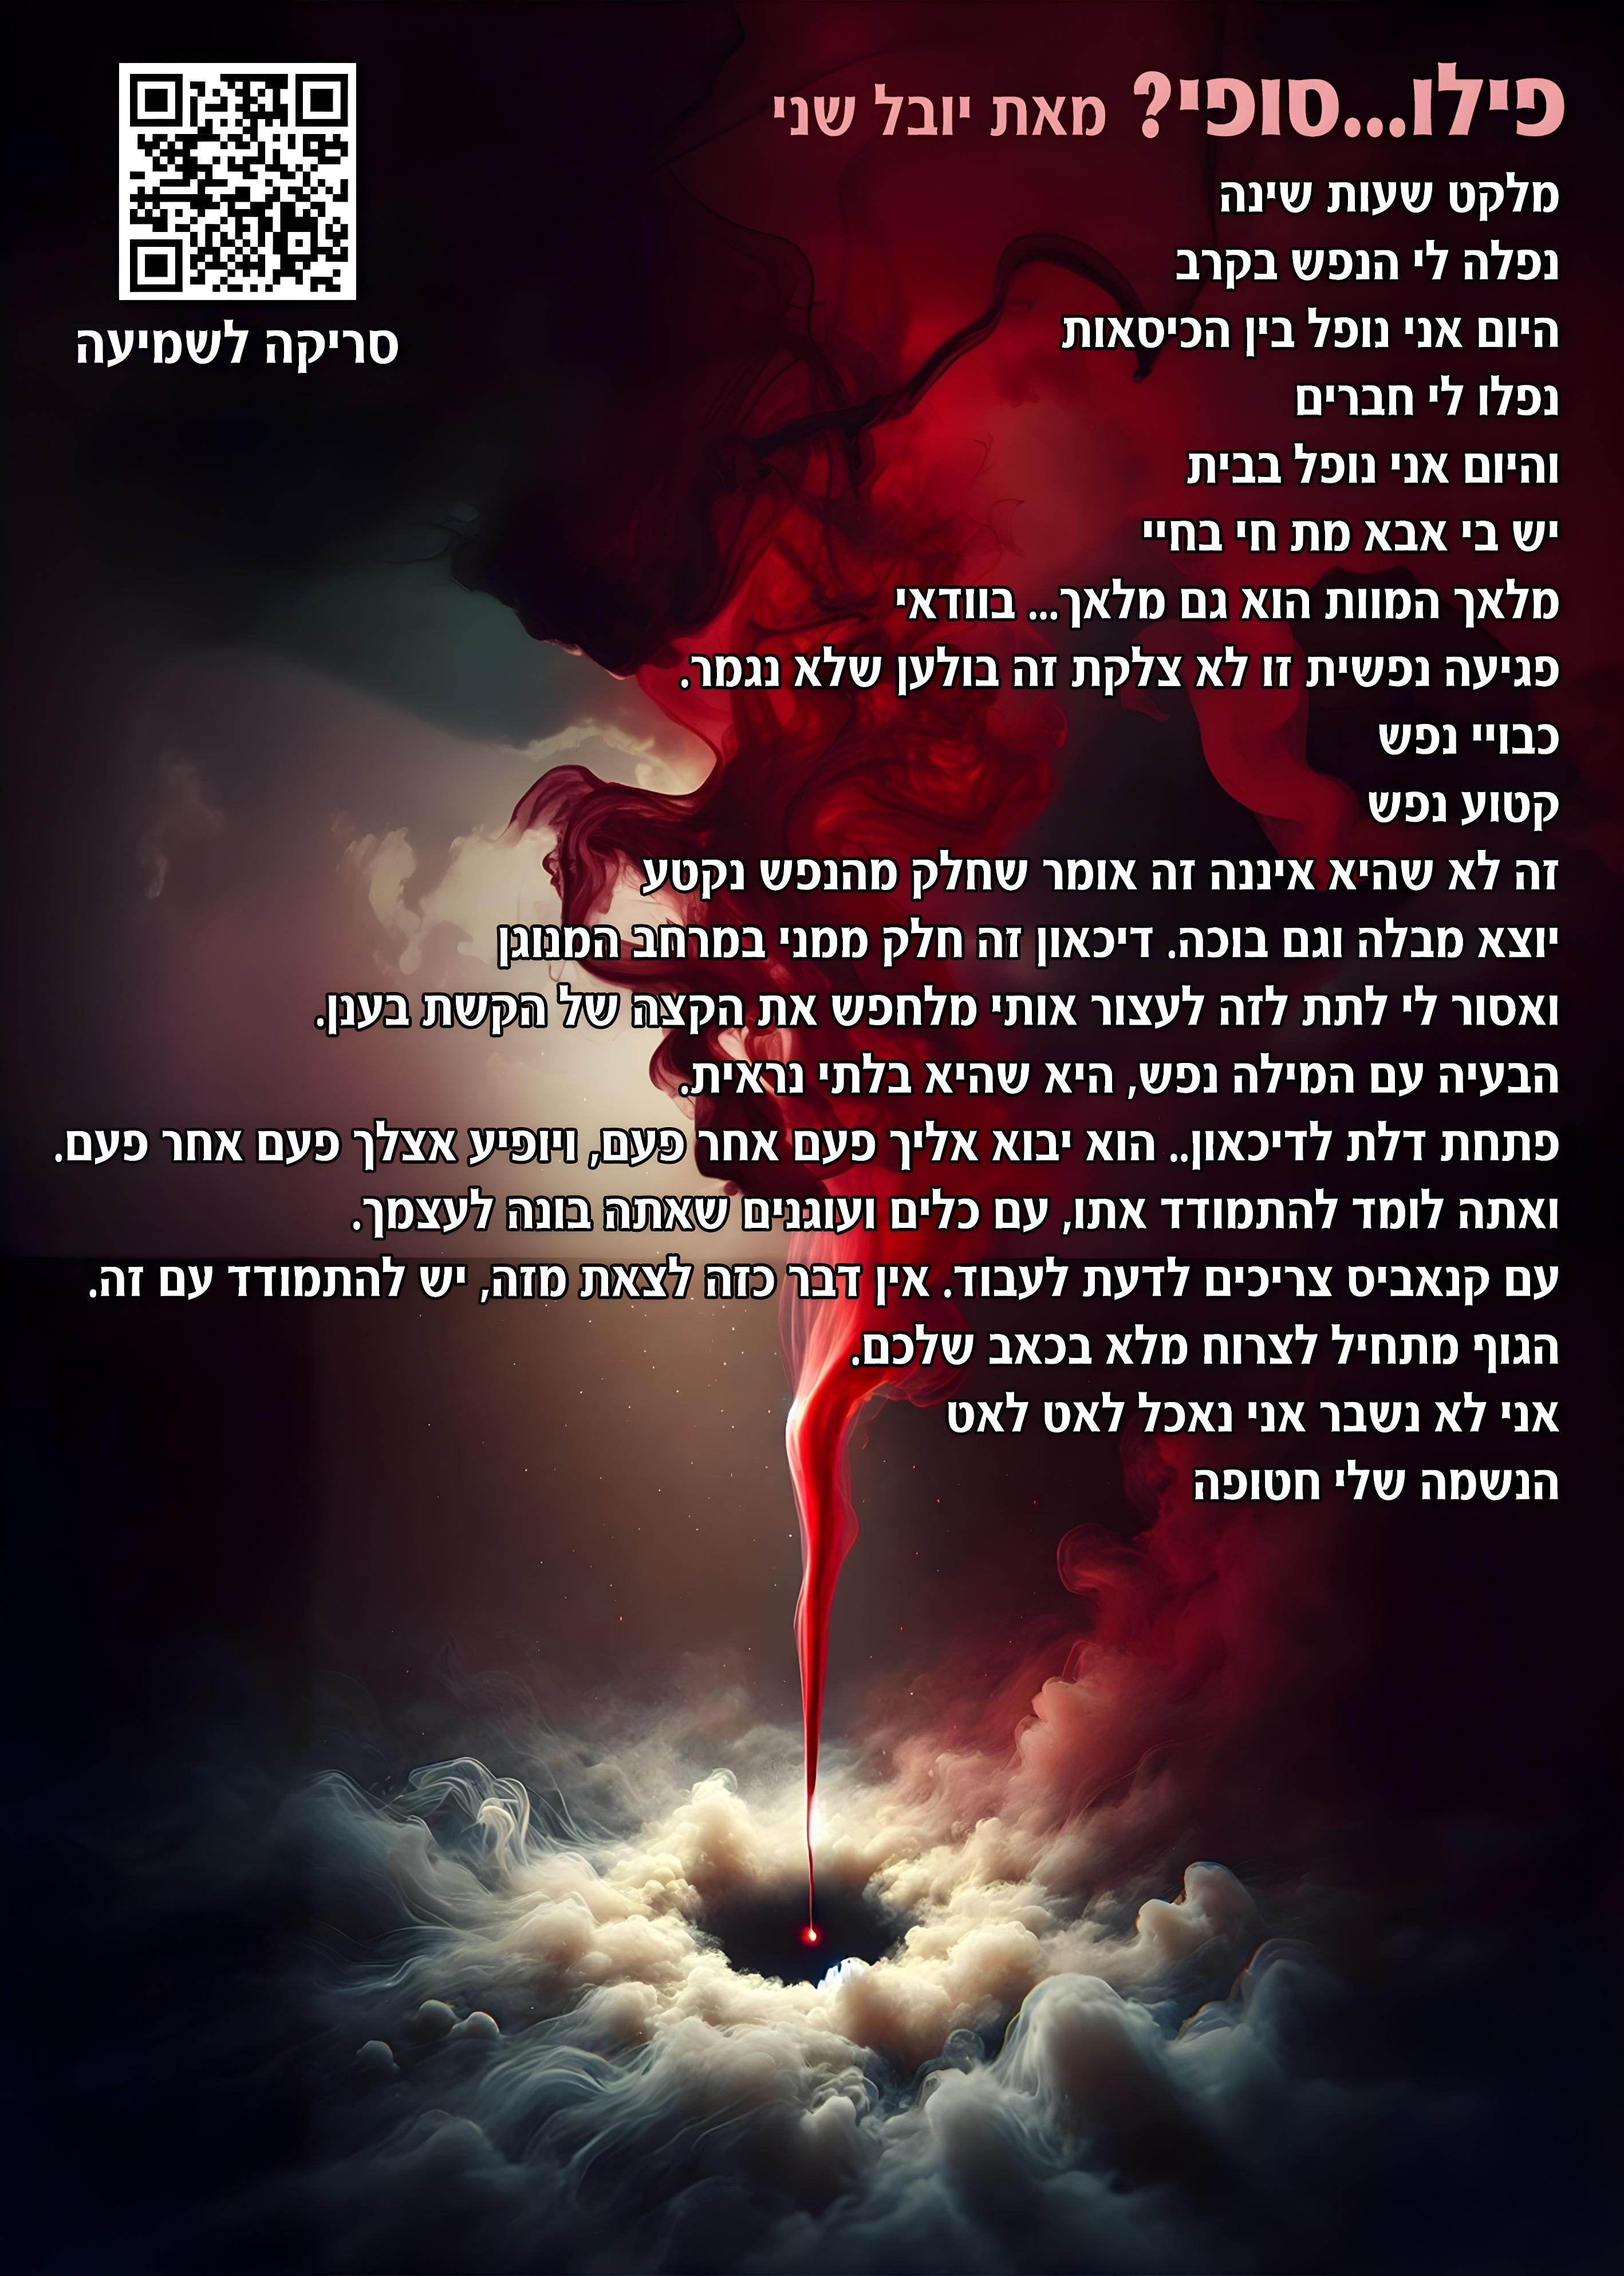 פילו...סופי? מאת יובל שני
מלקט שעות שינה
נפלה לי הנפש בקרב
היום אני נופל בין הכיסאות
נפלו לי חברים
והיום אני נופל בבית
יש בי אבא מת חי בחיי
מלאך המוות הוא גם מלאך... בוודאי
פגיעה נפשית זו לא צלקת זה בולען שלא נגמר.
כבויי נפש
קטוע נפש
זה לא שהיא איננה זה אומר שחלק מהנפש נקטע
יוצא מבלה וגם בוכה. דיכאון זה חלק ממני במרחב המנוגן
ואסור לי לתת לזה לעצור אותי מלחפש את הקצה של הקשת בענן.
הבעיה עם המילה נפש, היא שהיא בלתי נראית.
פתחת דלת לדיכאון.. הוא יבוא אליך פעם אחר פעם, ויופיע אצלך פעם אחר פעם.
ואתה לומד להתמודד אתו, עם כלים ועוגנים שאתה בונה לעצמך.
עם קנאביס צריכים לדעת לעבוד. אין דבר כזה לצאת מזה, יש להתמודד עם זה.
הגוף מתחיל לצרוח מלא בכאב שלכם.
אני לא נשבר אני נאכל לאט לאט
הנשמה שלי חטופה
סריקה לשמיעה